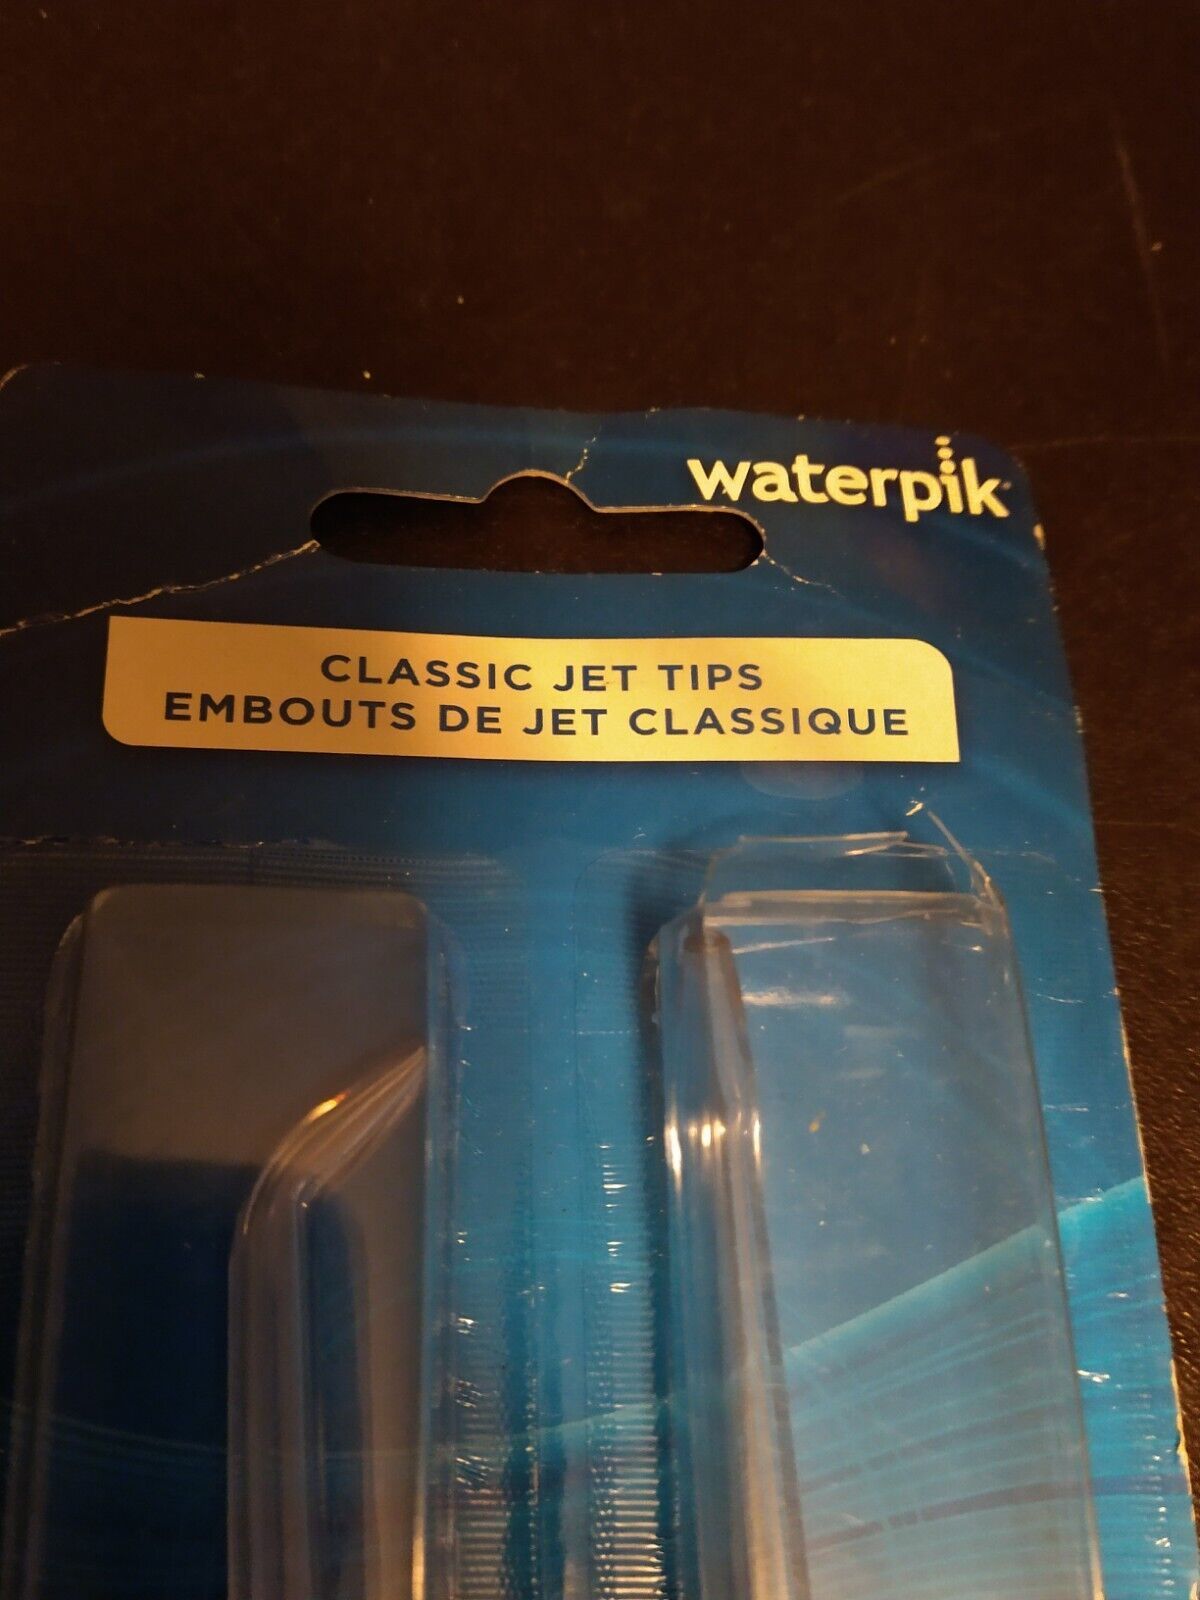 waterpik
CLASSIC JET TIPS
EMBOUTS DE JET CLASSIQUE